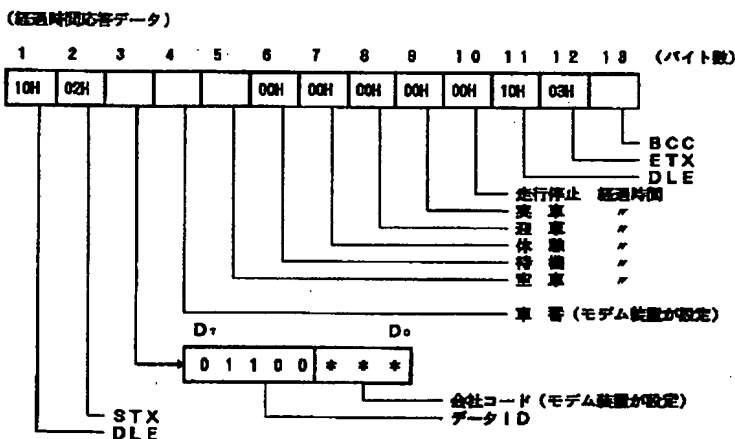 (経過時間応答データ)
1 2 3 4 5 6 7 8 9 10 11 12 13 (バイト数)
10H 02H 00H 00H 00H 00H 00H 10H 03H
BCC
ETX
DLE
走行停止 経過時間
実車 〃
迎車 〃
休憩 〃
待機 〃
空車 〃
車番(モデム装置が設定)
D7 D0
0 1 1 0 0 * * *
会社コード(モデム装置が設定)
データID
STX
DLE